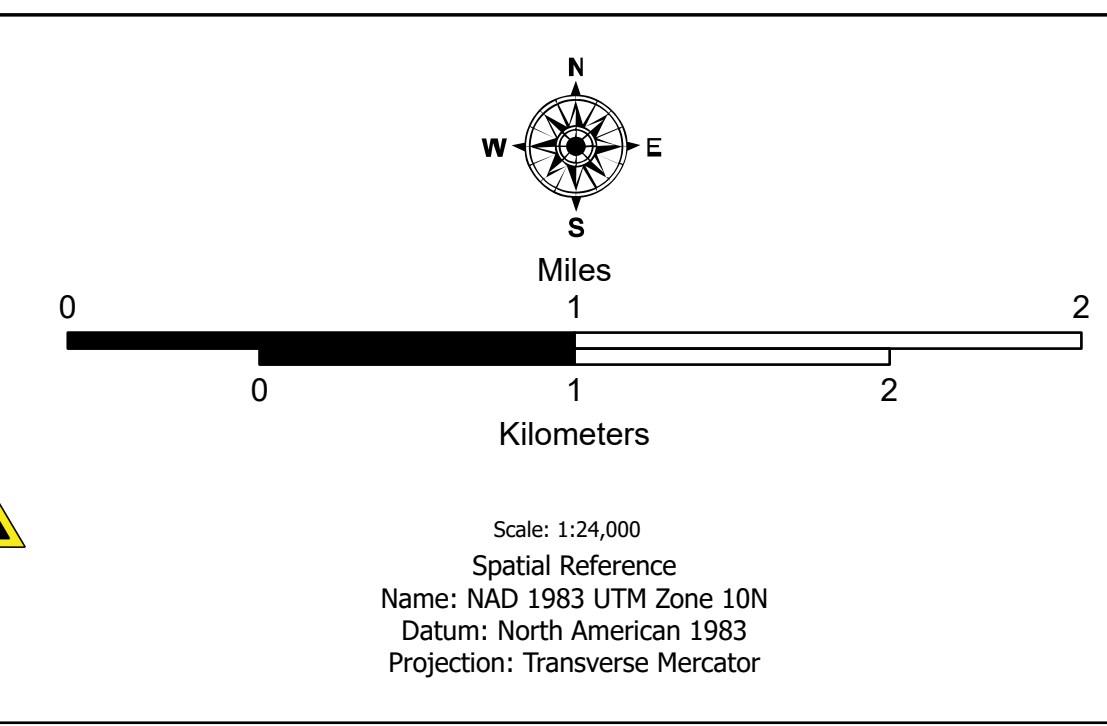 N
W E
S
Miles
0 1 2
0 1 2
Kilometers
Scale: 1:24,000
Spatial Reference
Name: NAD 1983 UTM Zone 10N
Datum: North American 1983
Projection: Transverse Mercator